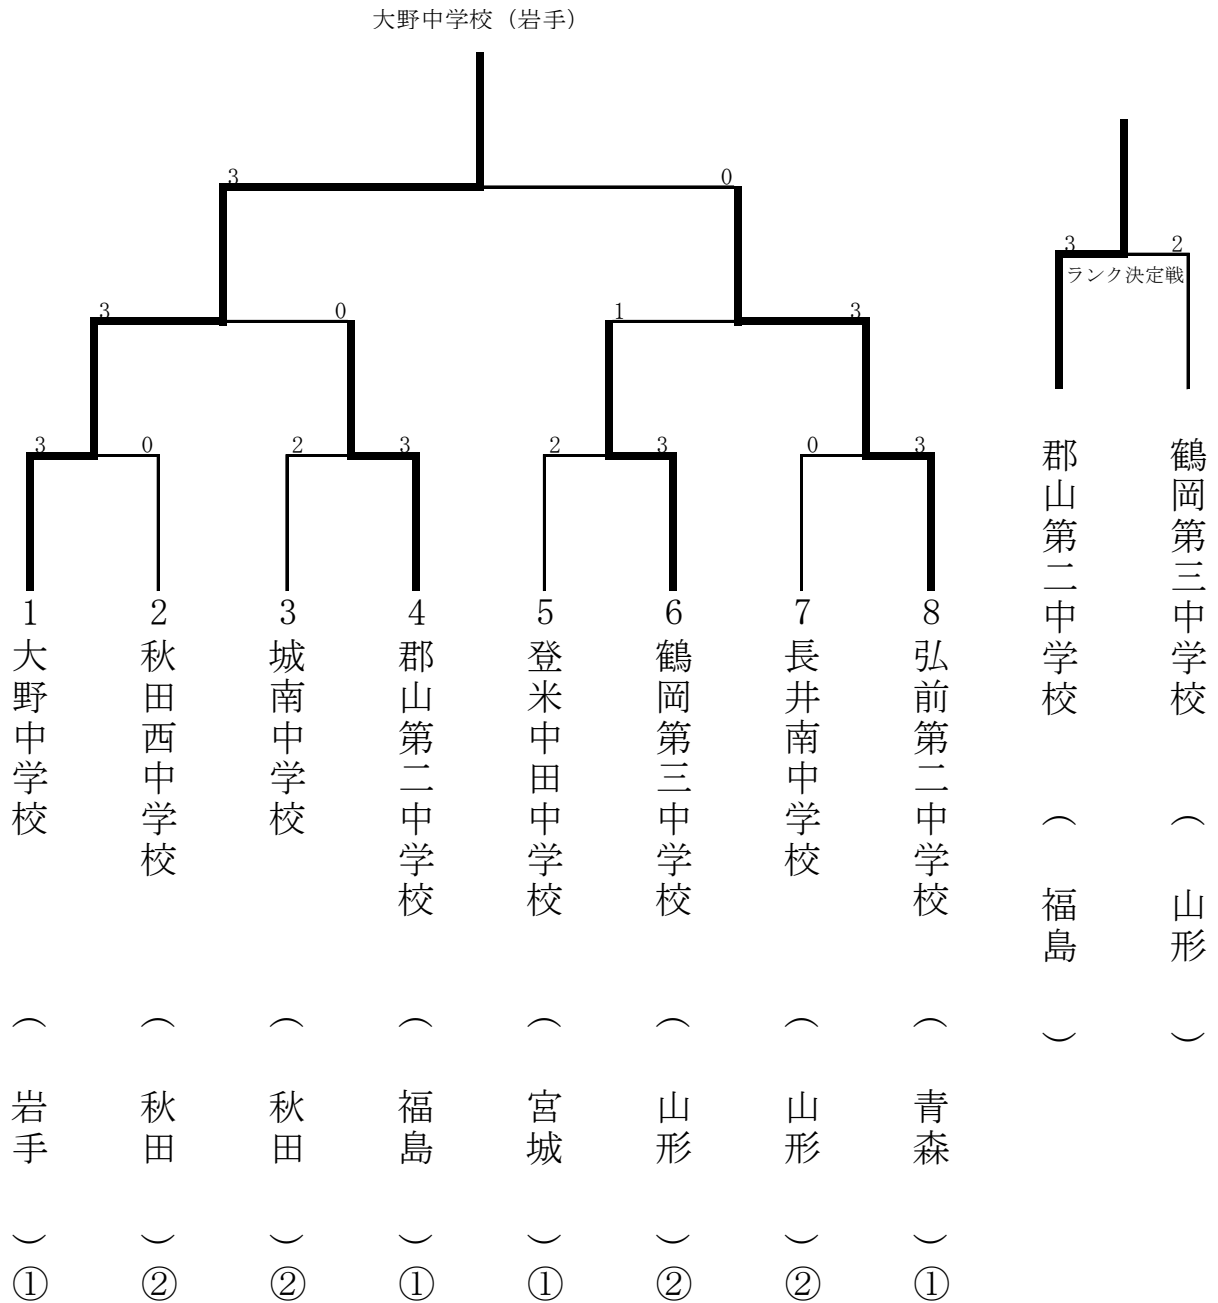 大野中学校（岩手）
3 0
3 2
ランク決定戦
3 0 1 3
3 0 2 3 2 3 0 3
1大野中学校（岩手）①
2秋田西中学校（秋田）②
3城南中学校（秋田）②
4郡山第二中学校（福島）①
5登米中田中学校（宮城）①
6鶴岡第三中学校（山形）②
7長井南中学校（山形）②
8弘前第二中学校（青森）①
郡山第二中学校（福島）
鶴岡第三中学校（山形）